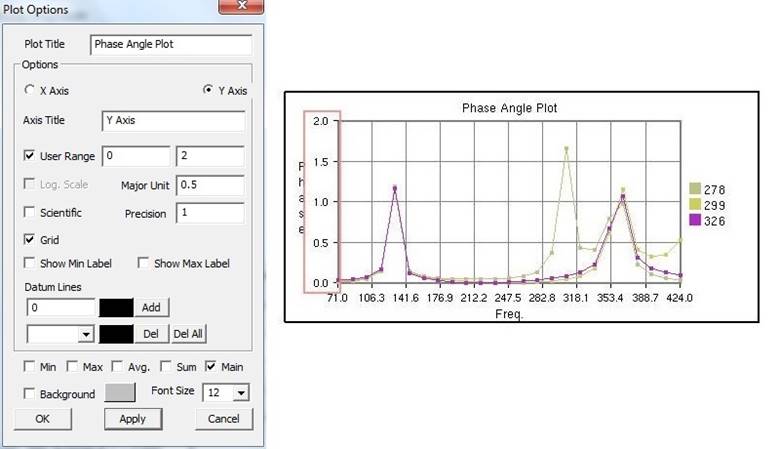 Plot Options
Plot Title Phase Angle Plot
Options
X Axis Y Axis
Axis Title Y Axis
User Range 0 2
Log. Scale Major Unit 0.5
Scientific Precision 1
Grid
Show Min Label Show Max Label
Datum Lines
0 Add
Del Del All
Min Max Avg. Sum Main
Background Font Size 12
OK Apply Cancel
Phase Angle Plot
2.0
1.5
1.0
0.5
0.0
Phase
71.0 106.3 141.6 176.9 212.2 247.5 282.8 318.1 353.4 388.7 424.0
Freq.
278
299
326